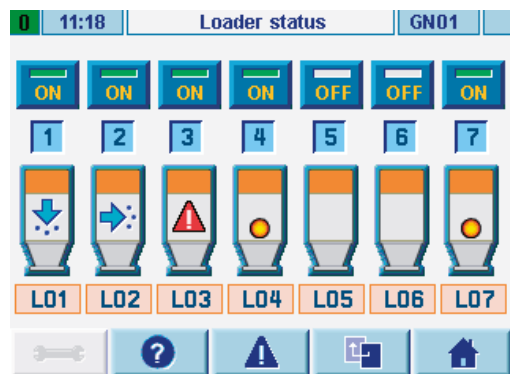 0 11:18 Loader status GN01
ON ON ON ON OFF OFF ON
1 2 3 4 5 6 7
L01 L02 L03 L04 L05 L06 L07
?